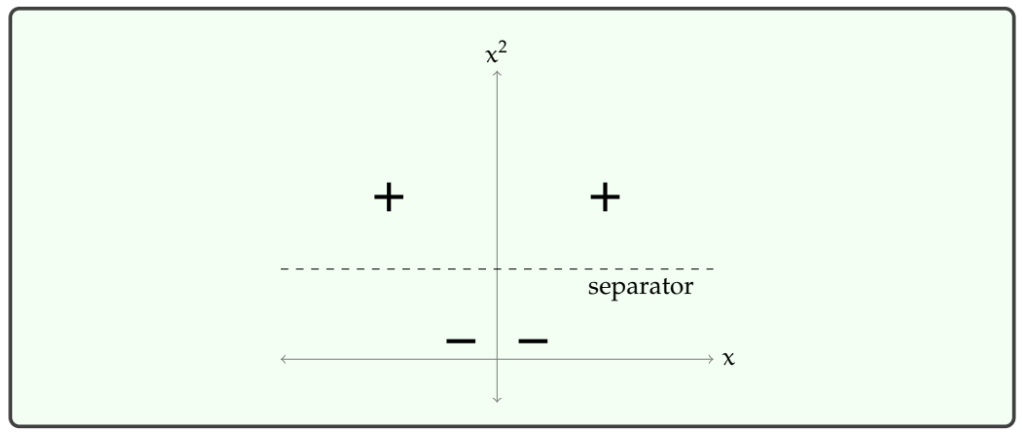 x²
+ +
separator
− −
x